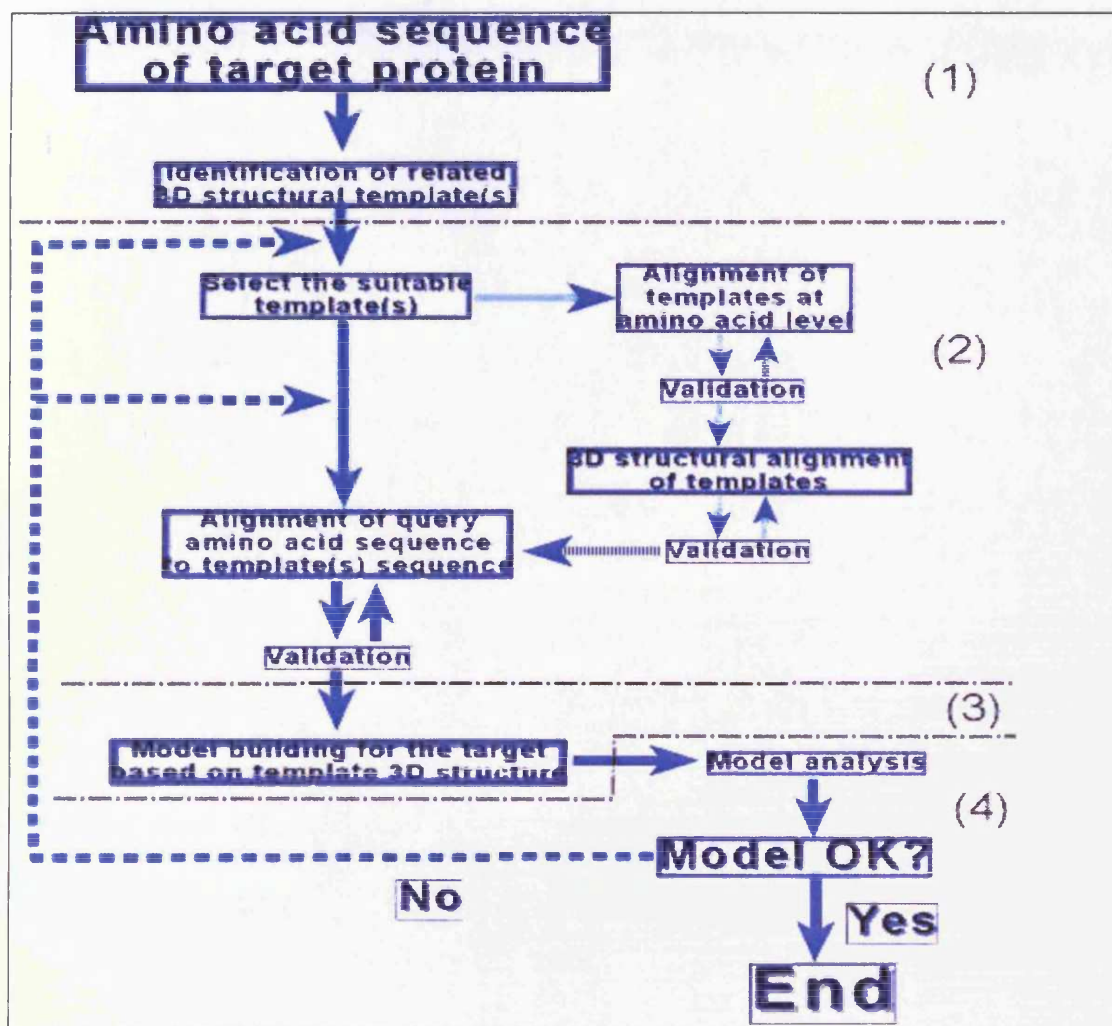 Amino acid sequence
of target protein
(1)
Identification of related
3D structural template(s)
Select the suitable
template(s)
Alignment of
templates at
amino acid level
(2)
Validation
3D structural alignment
of templates
Validation
Alignment of query
amino acid sequence
to template(s) sequence
Validation
(3)
Model building for the target
based on template 3D structure
Model analysis
(4)
Model OK?
No
Yes
End